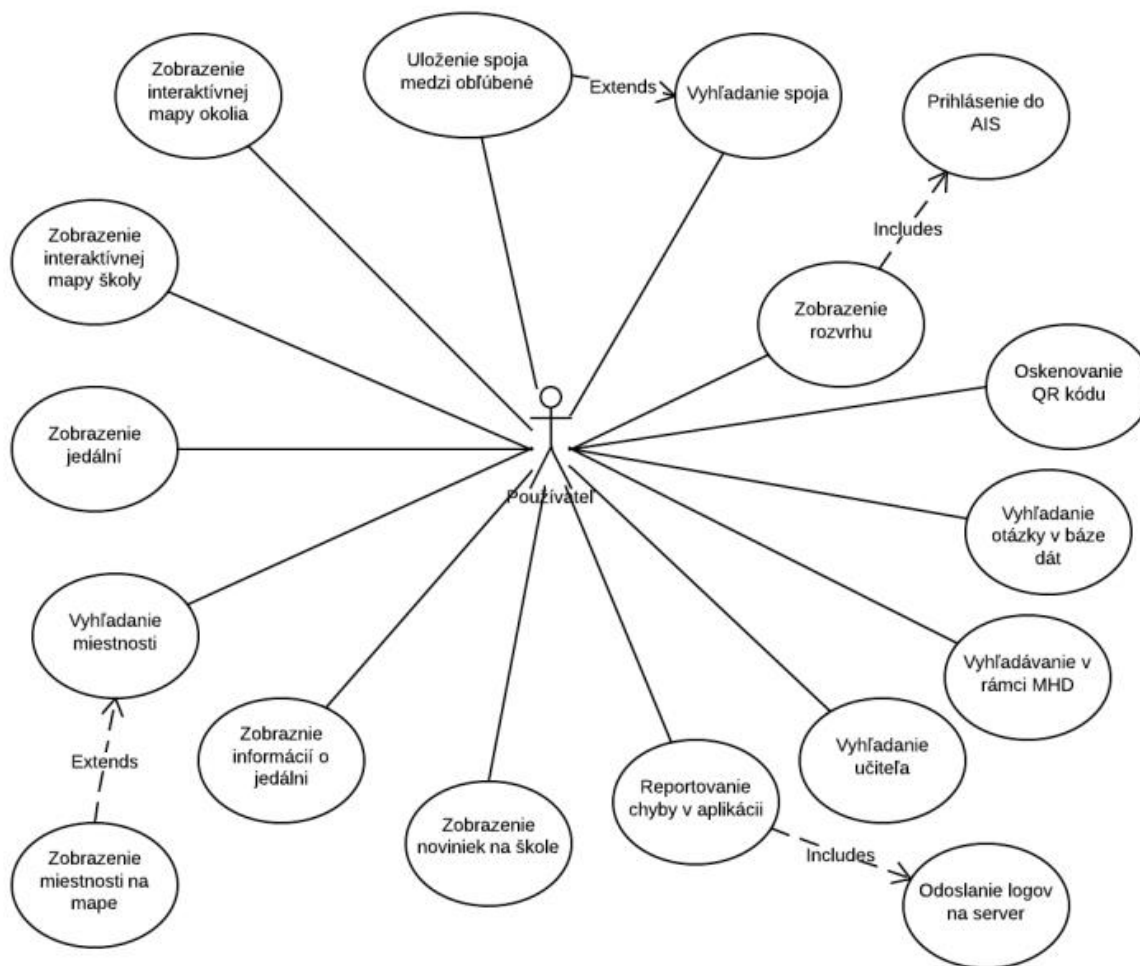 Zobrazenie
interaktívnej
mapy okolia
Uloženie spoja
medzi obľúbené
Extends
Vyhľadanie spoja
Prihlásenie do
AIS
Includes
Zobrazenie
interaktívnej
mapy školy
Zobrazenie
rozvrhu
Oskenovanie
QR kódu
Zobrazenie
jedální
Používateľ
Vyhľadanie
otázky v báze
dát
Vyhľadanie
miestnosti
Vyhľadávanie v
rámci MHD
Extends
Zobraznie
informácií o
jedálni
Vyhľadanie
učiteľa
Reportovanie
chyby v aplikácii
Zobrazenie
noviniek na škole
Includes
Zobrazenie
miestnosti na
mape
Odoslanie logov
na server